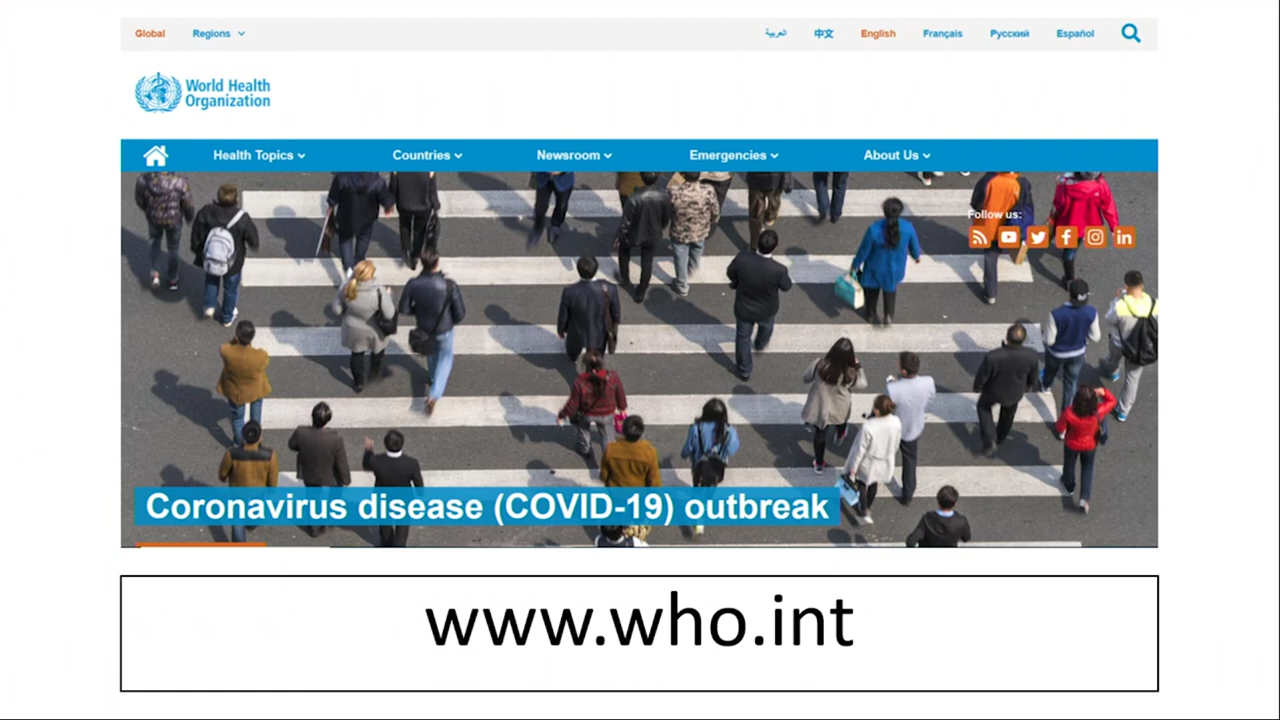 Global Regions العربية 中文 English Français Русский Español
World Health
Organization
Health Topics Countries Newsroom Emergencies About Us
Follow us:
Coronavirus disease (COVID-19) outbreak
www.who.int